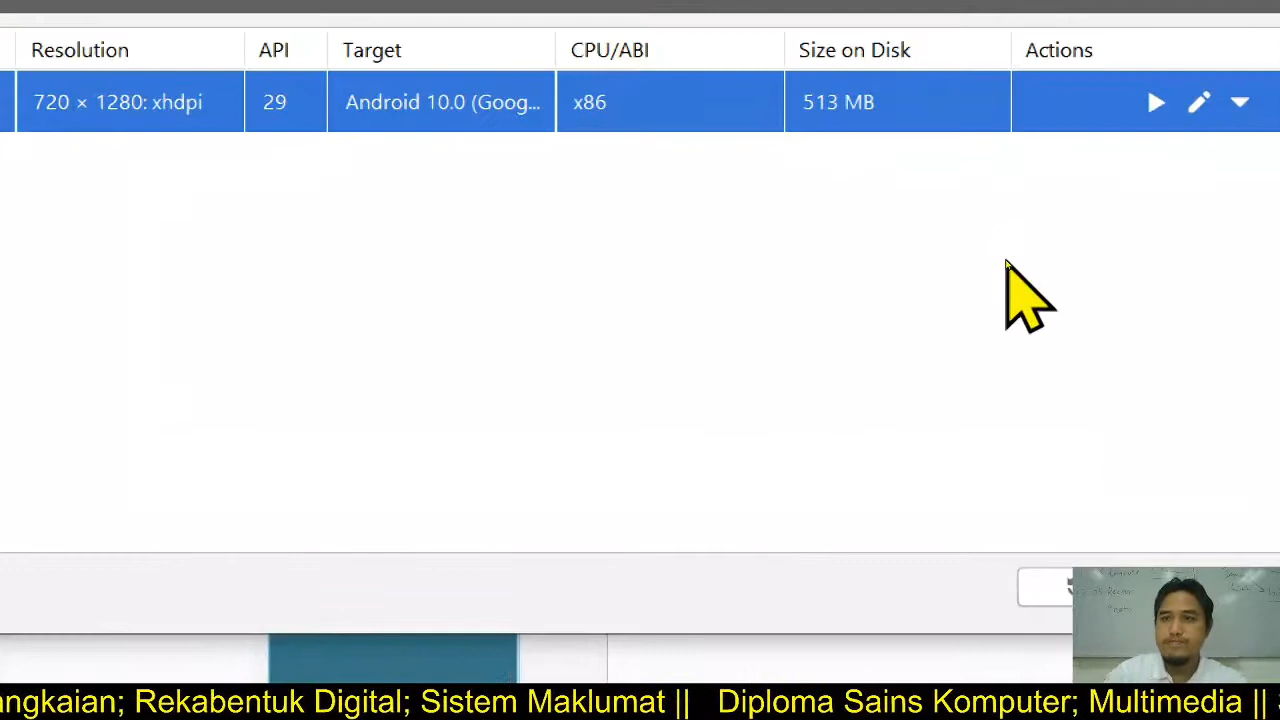 Resolution API Target CPU/ABI Size on Disk Actions
720 × 1280: xhdpi 29 Android 10.0 (Goog... x86 513 MB
angkaian; Rekabentuk Digital; Sistem Maklumat || Diploma Sains Komputer; Multimedia ||